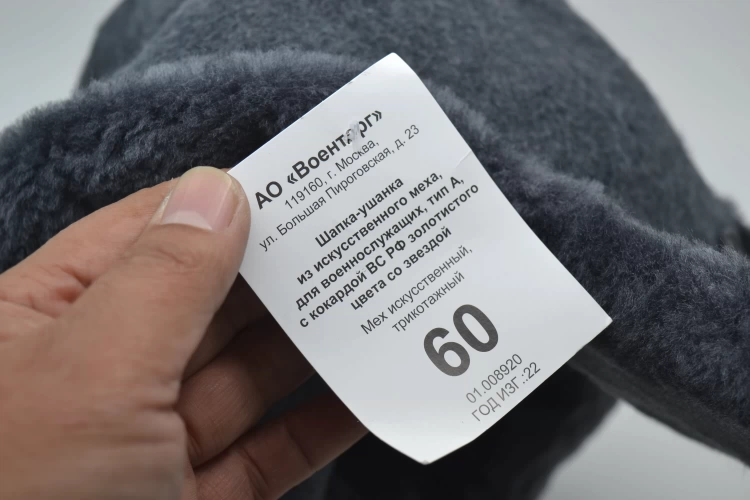 АО «Военторг»
119160, г. Москва,
ул. Большая Пироговская, д. 23
Шапка-ушанка
из искусственного меха,
для военнослужащих, тип А,
с кокардой ВС РФ золотистого
цвета со звездой
Мех искусственный,
трикотажный
60
01.008920
ГОД ИЗГ .:22